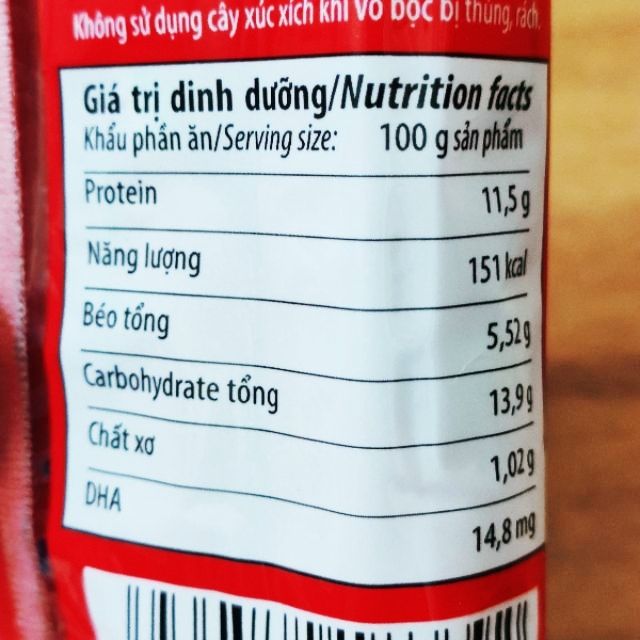 Không sử dụng cây xúc xích khi vỏ bọc bị thủng, rách.
Giá trị dinh dưỡng/Nutrition facts
Khẩu phần ăn/Serving size: 100 g sản phẩm
Protein 11,5 g
Năng lượng 151 kcal
Béo tổng 5,52 g
Carbohydrate tổng 13,9 g
Chất xơ 1,02 g
DHA 14,8 mg